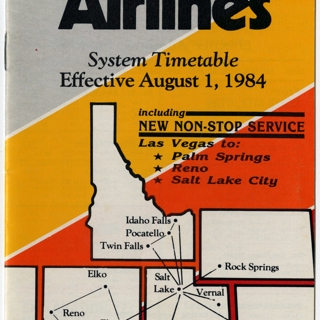 Airlines
System Timetable
Effective August 1, 1984
including
NEW NON-STOP SERVICE
Las Vegas to:
★ Palm Springs
★ Reno
★ Salt Lake City
Idaho Falls
Pocatello
Twin Falls
Rock Springs
Elko
Salt
Lake
Vernal
Reno